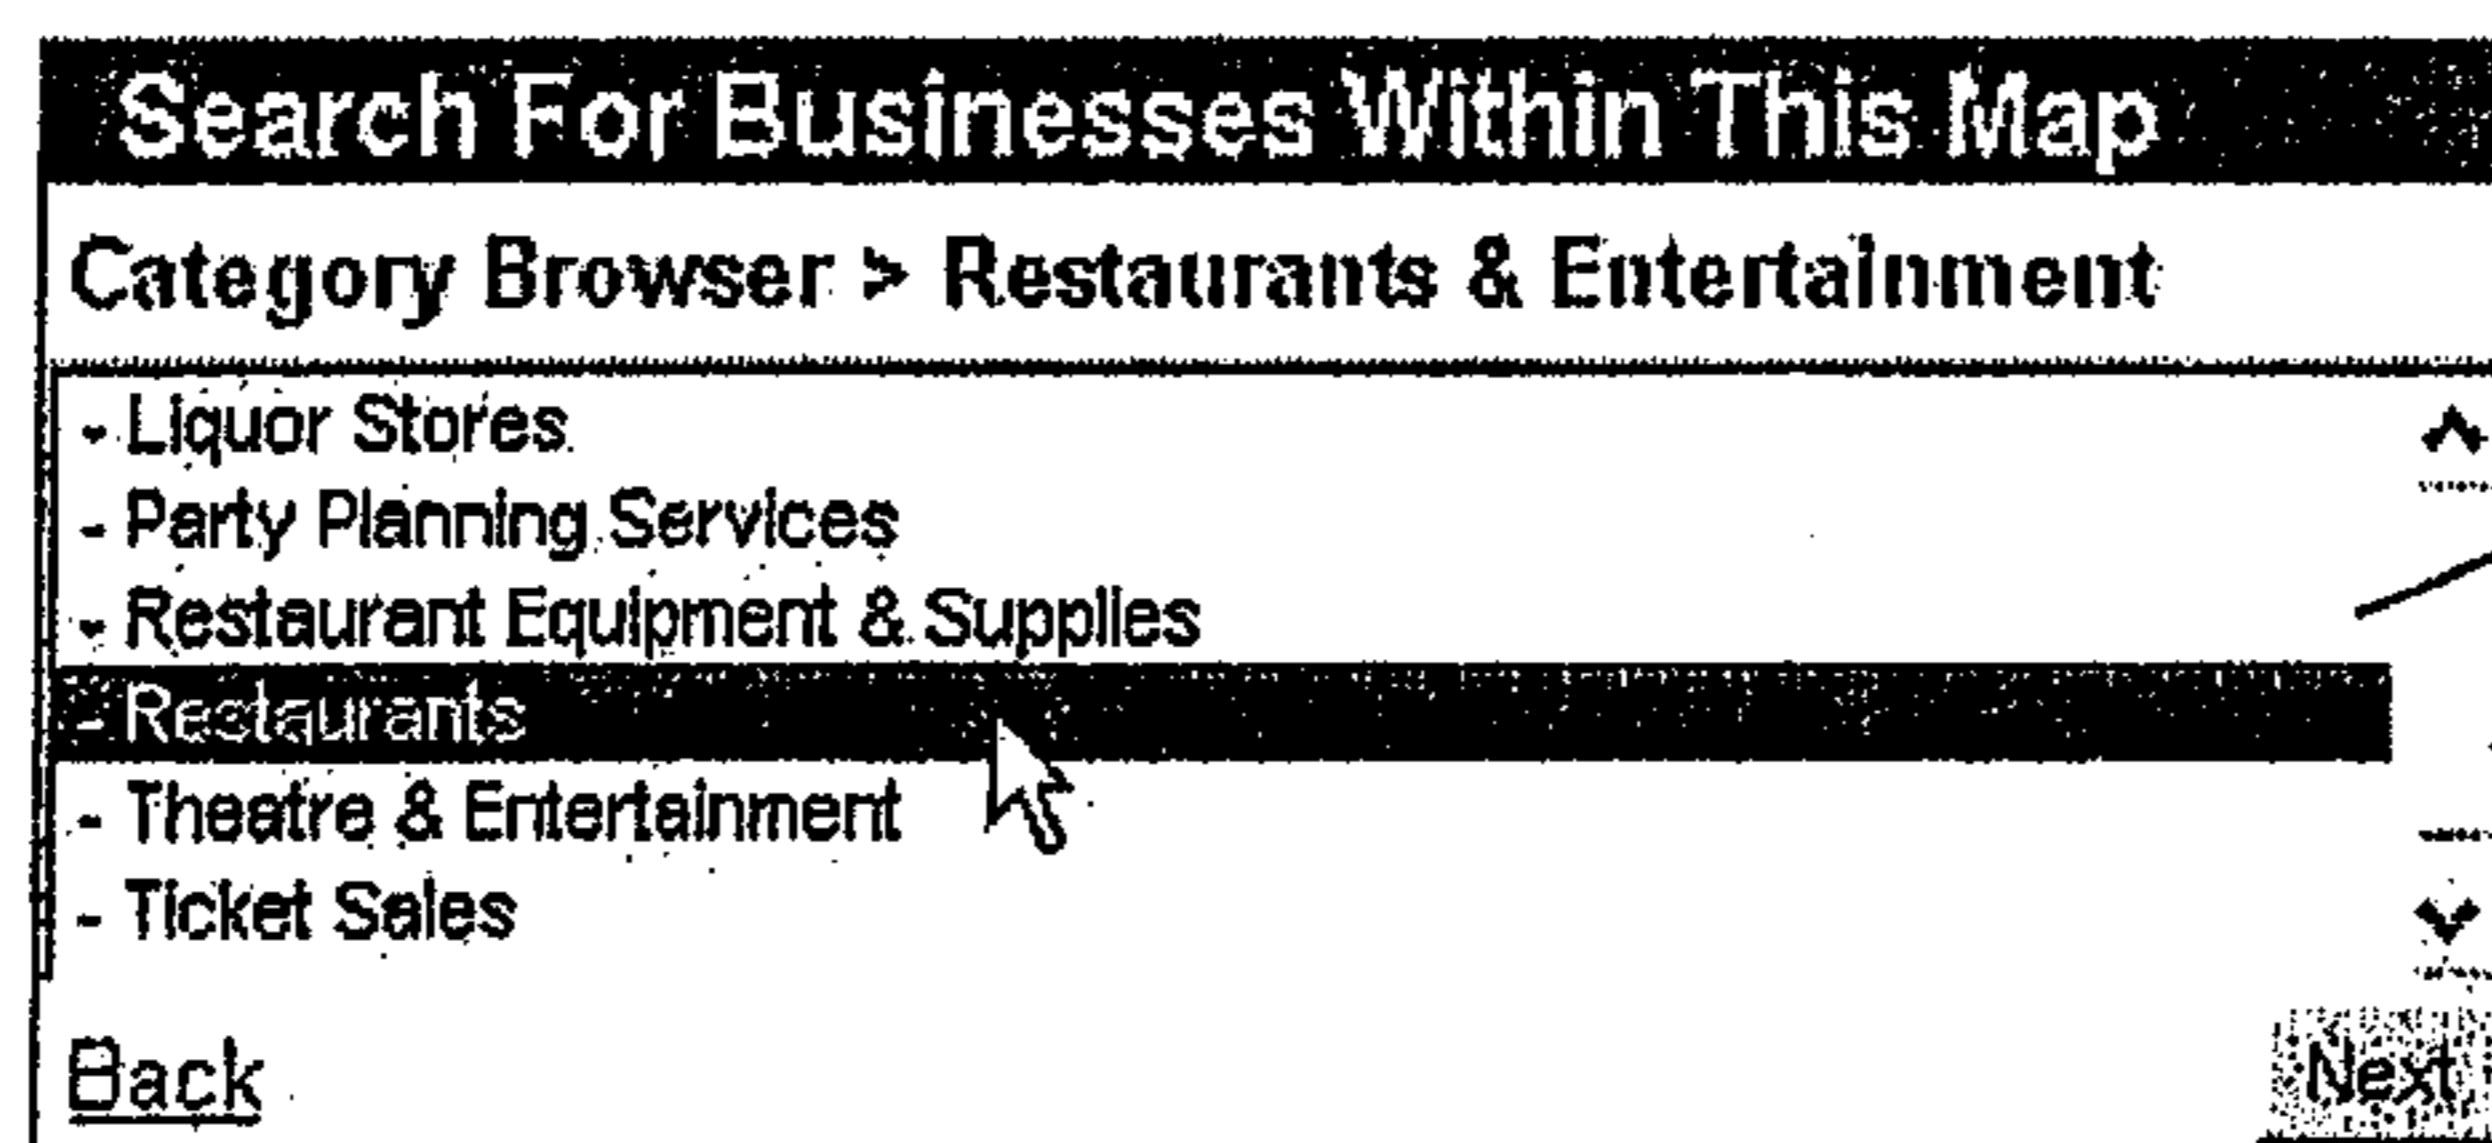 Search For Businesses Within This Map
Category Browser > Restaurants & Entertainment
- Liquor Stores
- Party Planning Services
- Restaurant Equipment & Supplies
- Restaurants
- Theatre & Entertainment
- Ticket Sales
Back
Next